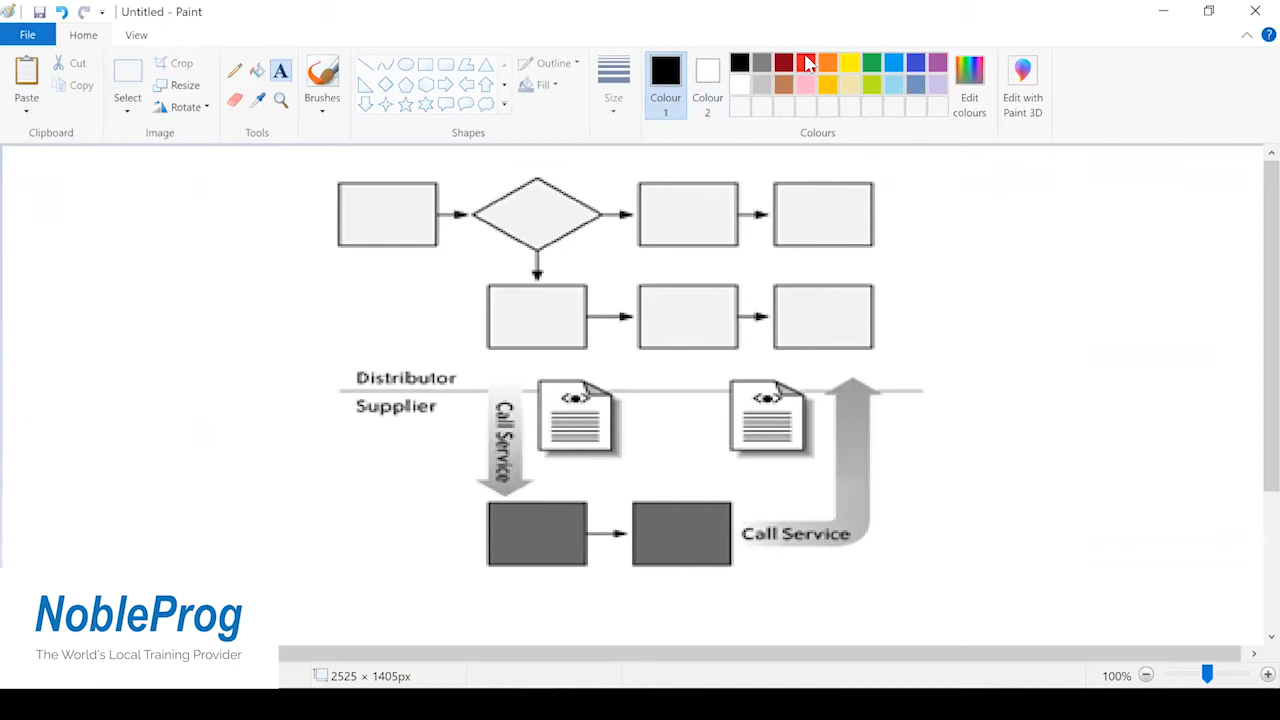 Untitled - Paint
File
Home
View
Paste
Cut
Copy
Clipboard
Select
Crop
Resize
Rotate
Image
A
Tools
Brushes
Outline
Fill
Shapes
Size
Colour 1
Colour 2
Edit colours
Colours
Edit with Paint 3D
Distributor
Supplier
Call Service
Call Service
NobleProg
The World's Local Training Provider
2525 × 1405px
100%